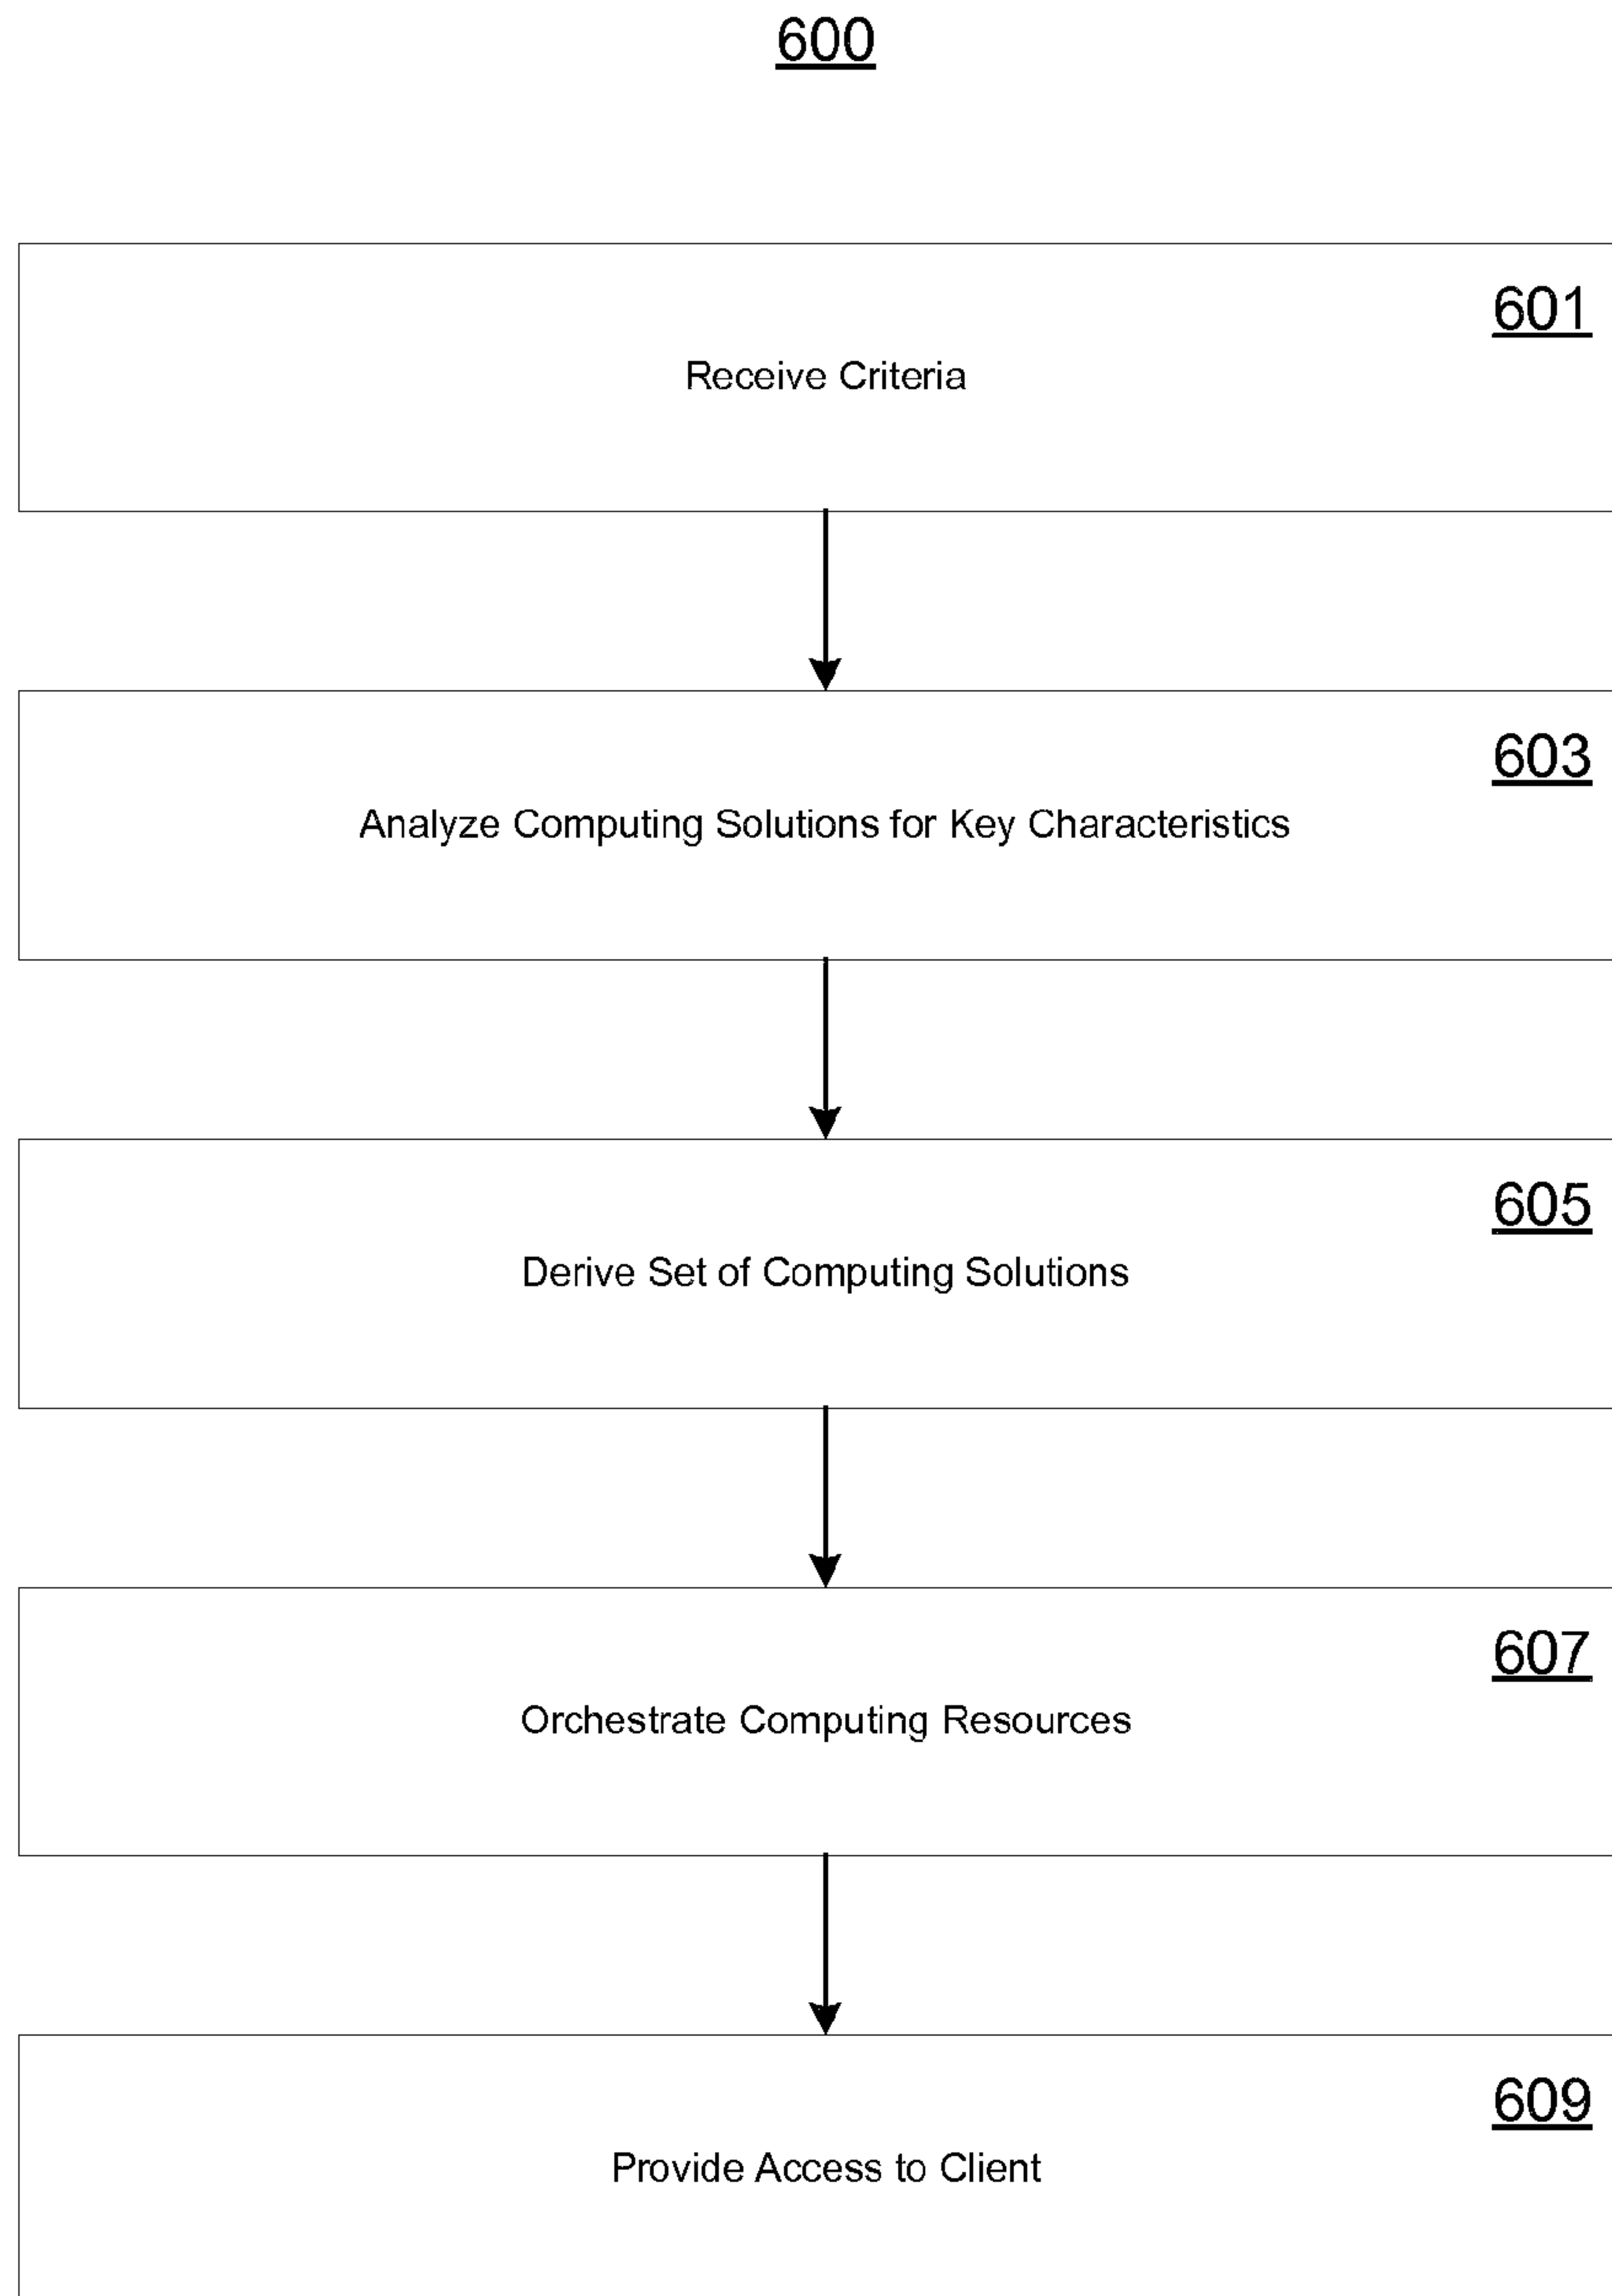 600
601
Receive Criteria
603
Analyze Computing Solutions for Key Characteristics
605
Derive Set of Computing Solutions
607
Orchestrate Computing Resources
609
Provide Access to Client